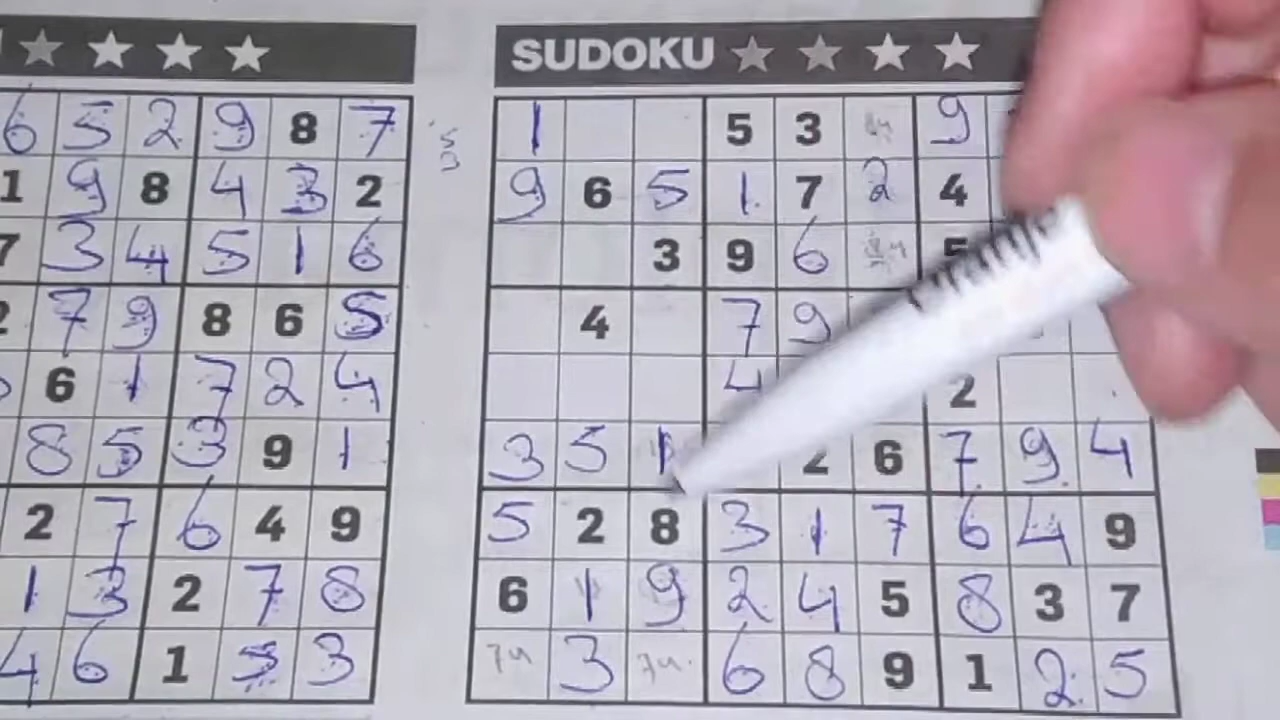 ★ ★ ★ ★
6 5 2 9 8 7
1 9 8 4 3 2
7 3 4 5 1 6
2 7 9 8 6 5
6 1 7 2 4
8 5 3 9 1
2 7 6 4 9
1 3 2 7 8
4 6 1 5 3
SUDOKU ★ ★ ★ ★
1 5 3 9
9 6 5 1 7 2 4
3 9 6 5
4 7 9
4 2
3 5 1 2 6 7 9 4
5 2 8 3 1 7 6 4 9
6 1 9 2 4 5 8 3 7
74 3 74 6 8 9 1 2 5